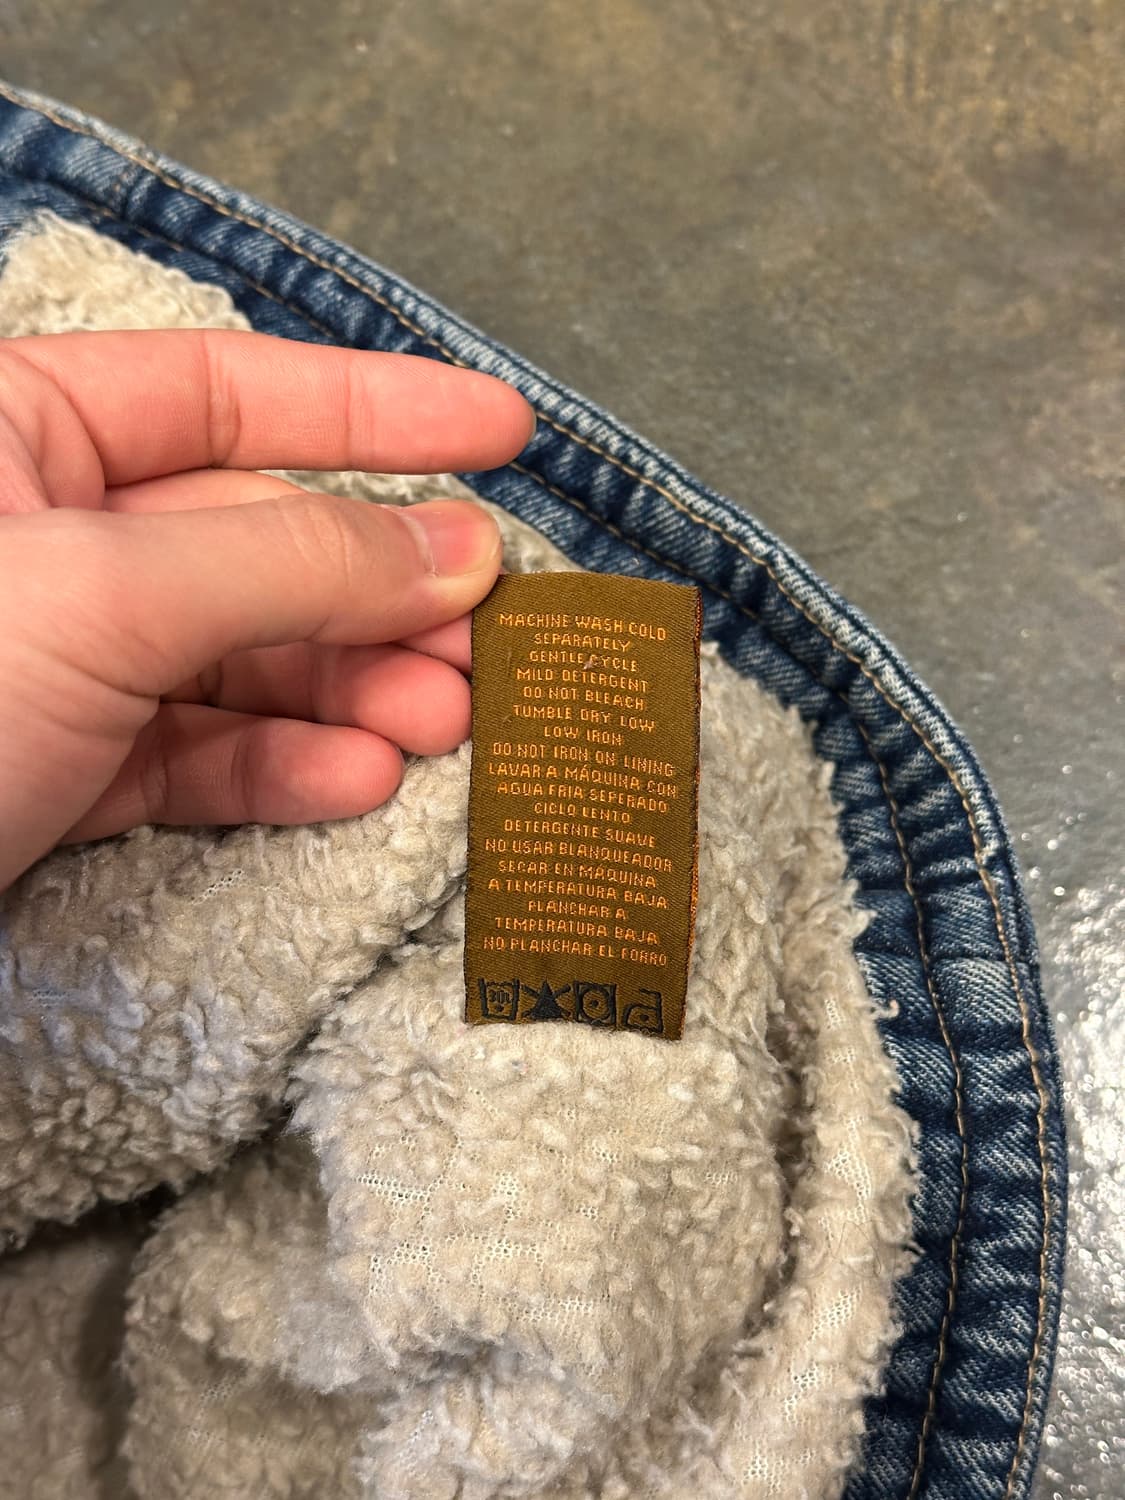 MACHINE WASH COLD
SEPARATELY
GENTLE CYCLE
MILD DETERGENT
DO NOT BLEACH
TUMBLE DRY LOW
LOW IRON
DO NOT IRON ON LINING
LAVAR A MÁQUINA CON
AGUA FRIA SEPERADO
CICLO LENTO
DETERGENTE SUAVE
NO USAR BLANQUEADOR
SECAR EN MÁQUINA
A TEMPERATURA BAJA
PLANCHAR A
TEMPERATURA BAJA
NO PLANCHAR EL FORRO